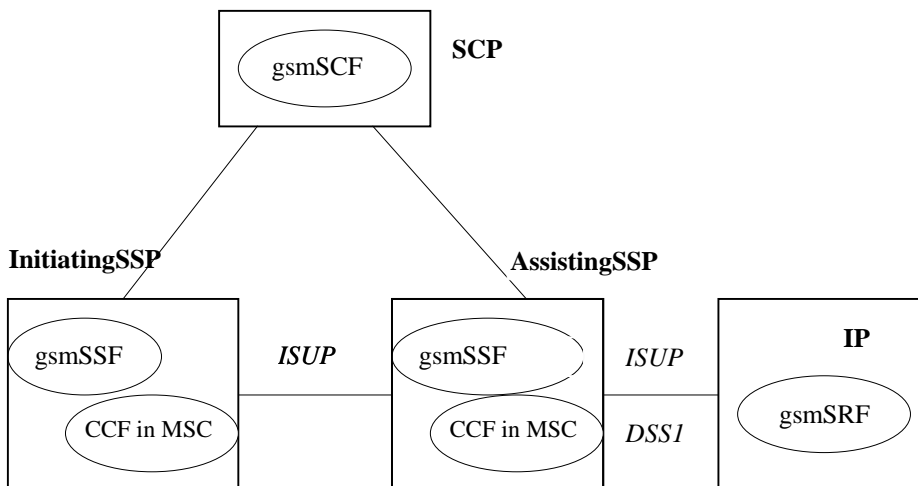 SCP
gsmSCF
InitiatingSSP
AssistingSSP
gsmSSF
ISUP
gsmSSF
ISUP
IP
CCF in MSC
CCF in MSC
DSS1
gsmSRF